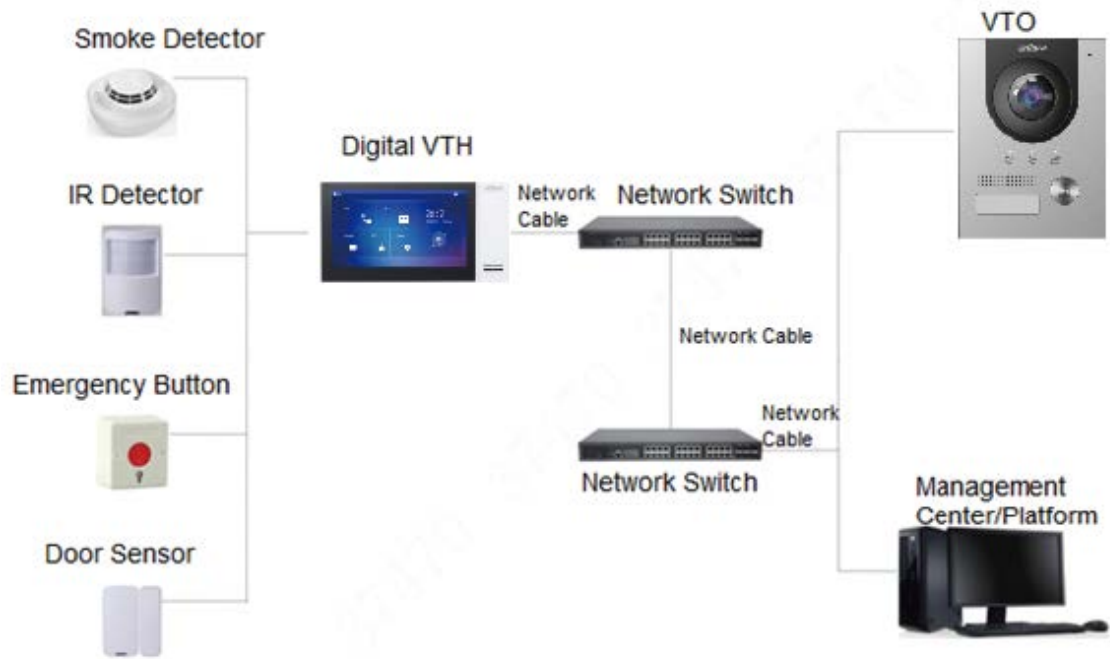 Smoke Detector
IR Detector
Emergency Button
Door Sensor
Digital VTH
Network
Cable
Network Switch
Network Cable
Network Switch
Network
Cable
VTO
Management
Center/Platform